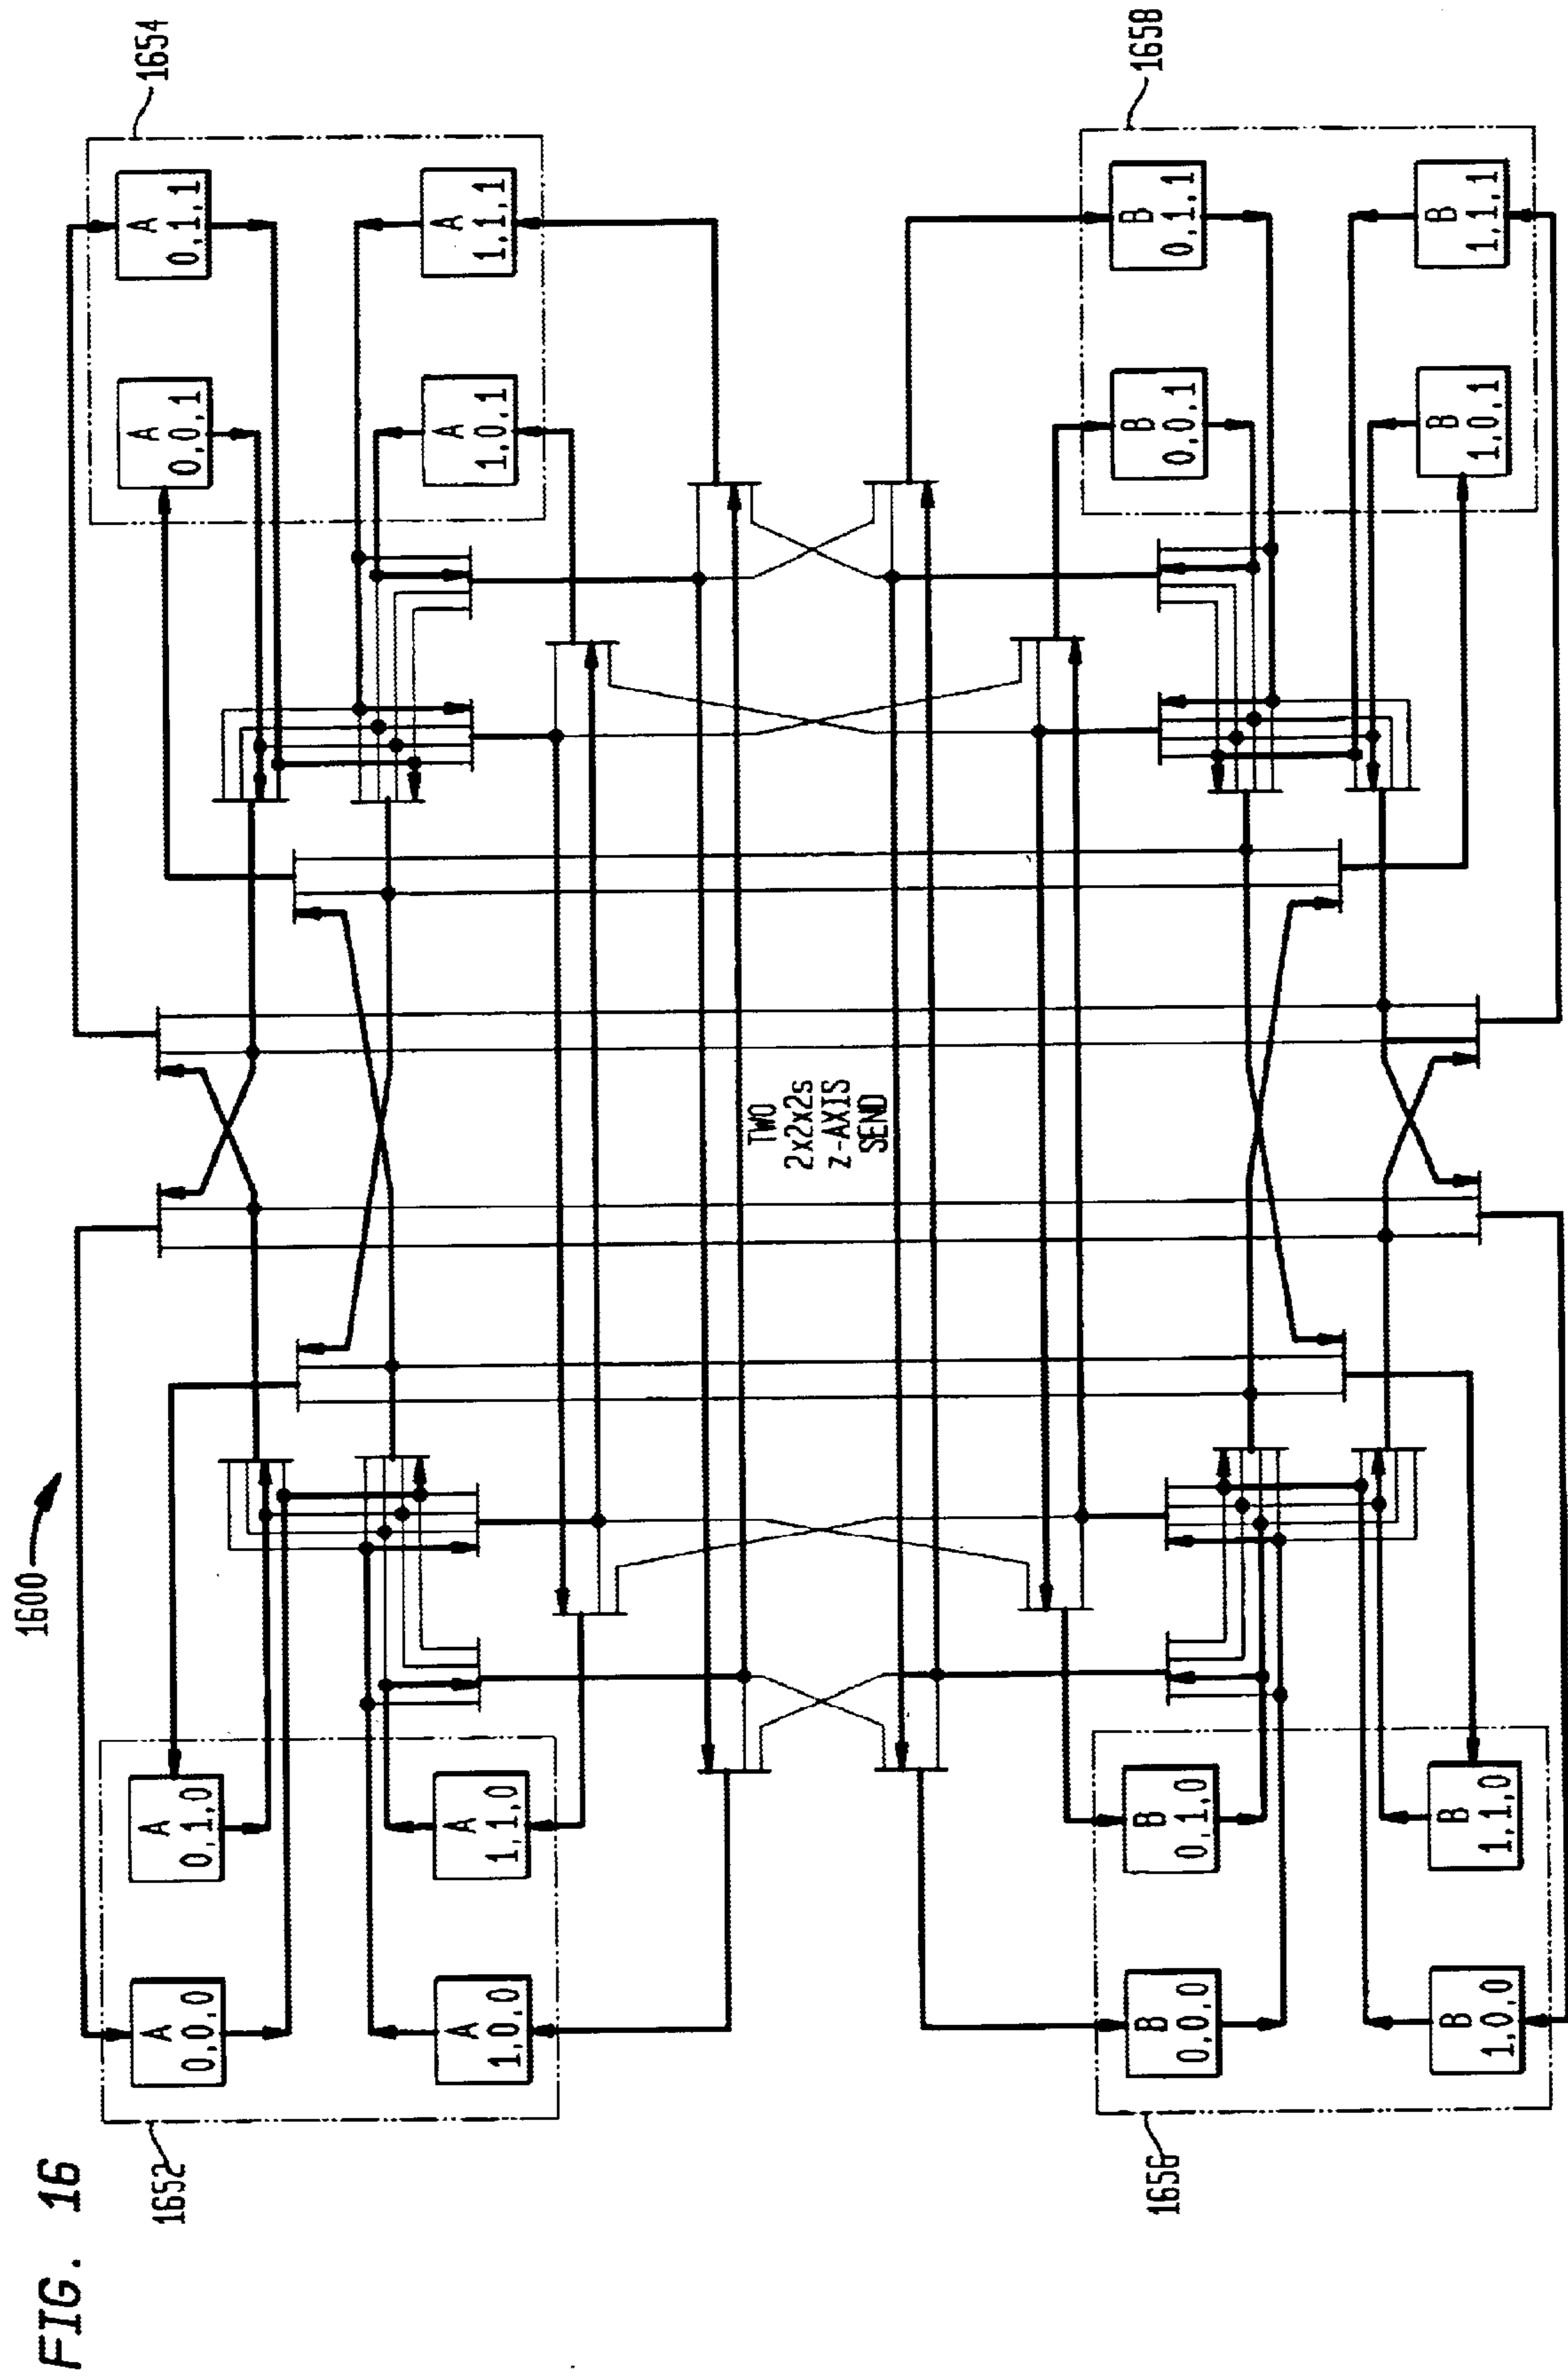 FIG. 16
1600
1652
1654
A
0,0,0
A
0,1,0
A
0,0,1
A
0,1,1
A
1,0,0
A
1,1,0
A
1,0,1
A
1,1,1
TWO
2x2x2s
z-AXIS
SEND
1656
1658
B
0,0,0
B
0,1,0
B
0,0,1
B
0,1,1
B
1,0,0
B
1,1,0
B
1,0,1
B
1,1,1